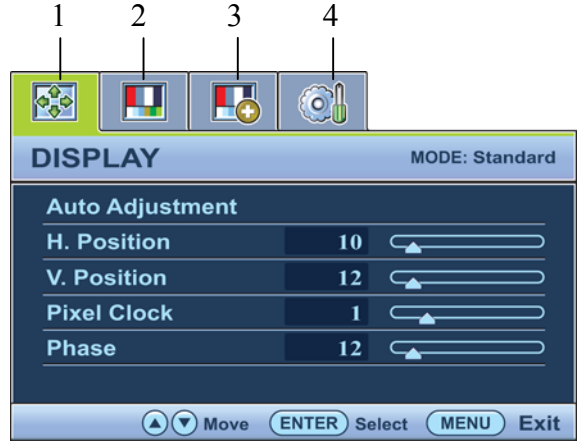 1 2 3 4
DISPLAY MODE: Standard
Auto Adjustment
H. Position 10
V. Position 12
Pixel Clock 1
Phase 12
Move ENTER Select MENU Exit